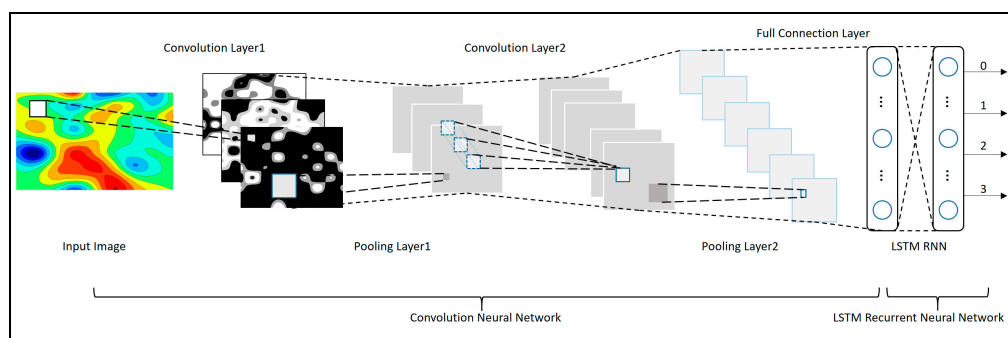 Full Connection Layer
Convolution Layer1
Convolution Layer2
0
...
...
1
2
...
...
3
Input Image
Pooling Layer1
Pooling Layer2
LSTM RNN
Convolution Neural Network
LSTM Recurrent Neural Network